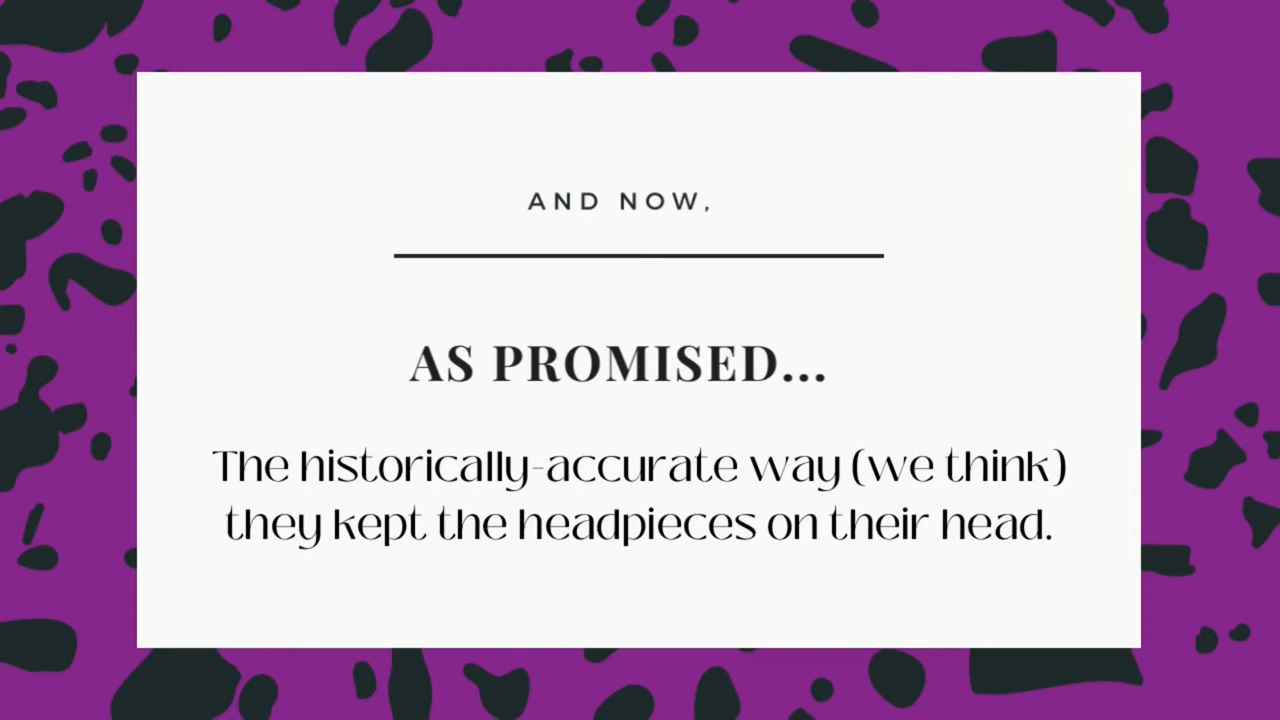 AND NOW,
AS PROMISED...
The historically-accurate way (we think)
they kept the headpieces on their head.